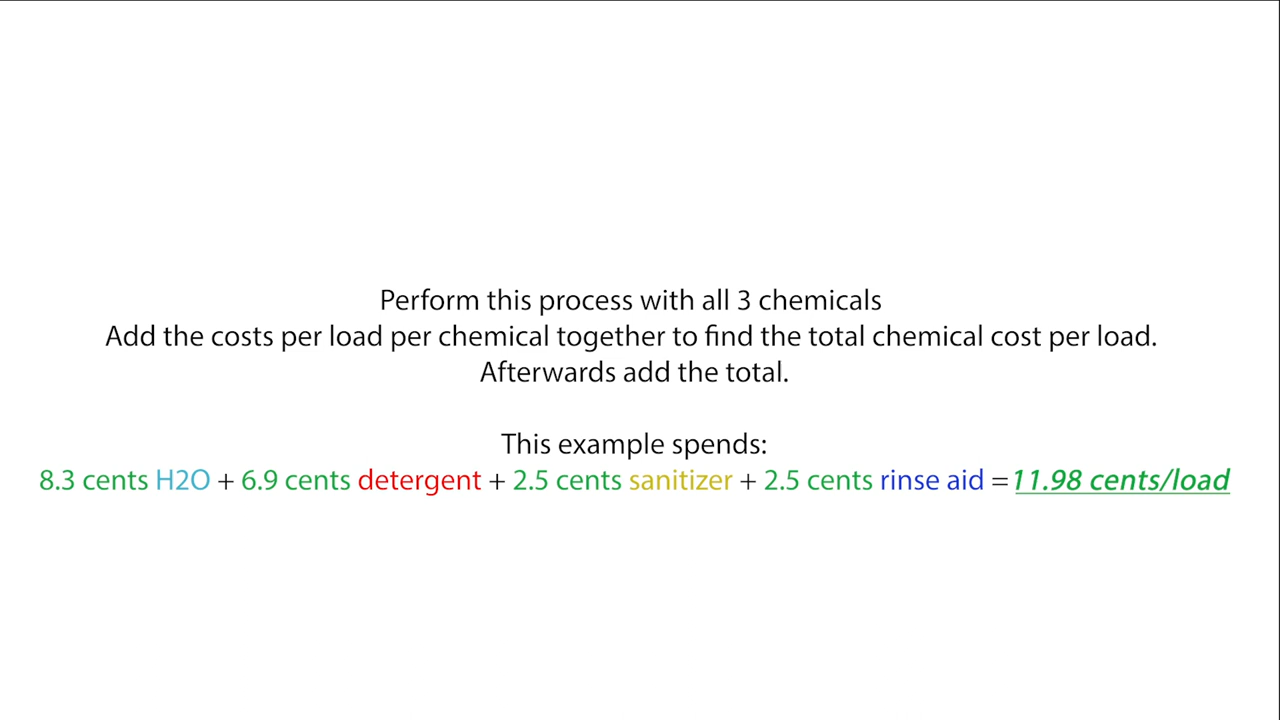 Perform this process with all 3 chemicals
Add the costs per load per chemical together to find the total chemical cost per load.
Afterwards add the total.
This example spends:
8.3 cents H2O + 6.9 cents detergent + 2.5 cents sanitizer + 2.5 cents rinse aid =11.98 cents/load